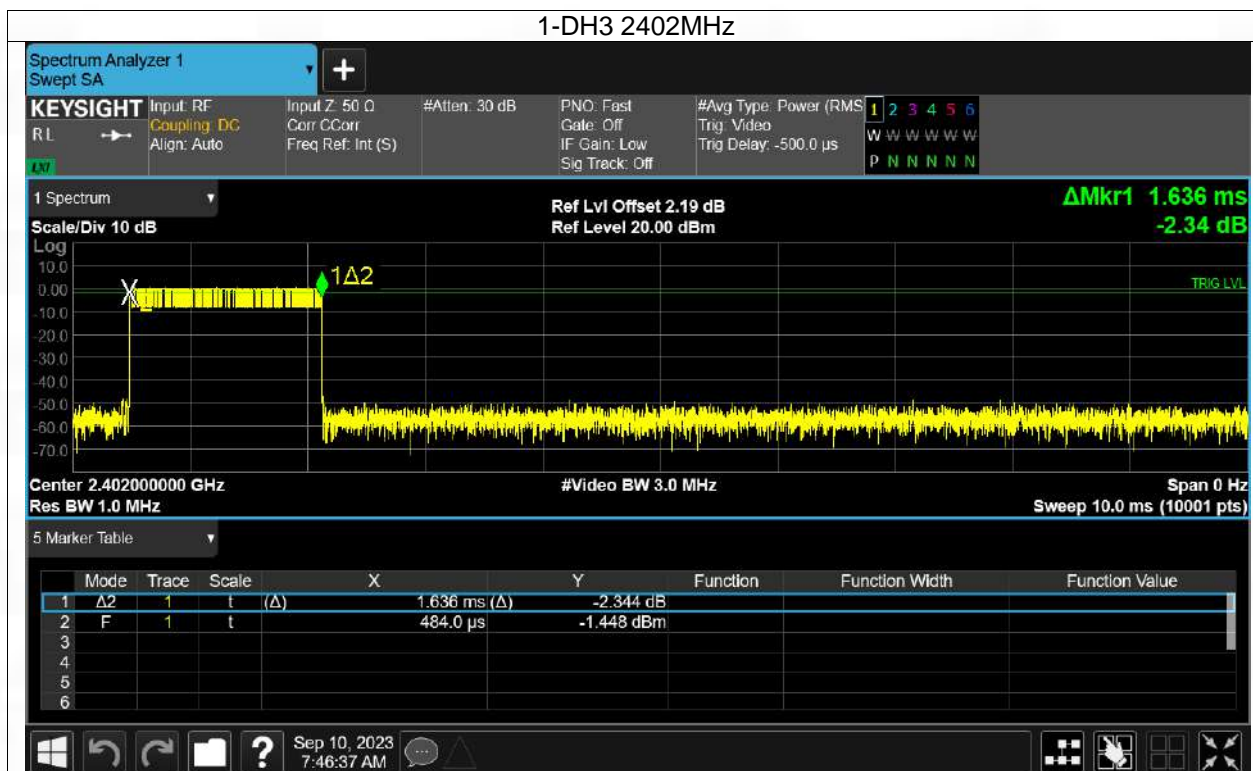 1-DH3 2402MHz
Spectrum Analyzer 1
Swept SA
+
KEYSIGHT Input: RF Input Z: 50 Ω #Atten: 30 dB PNO: Fast #Avg Type: Power (RMS 1 2 3 4 5 6
RL Coupling: DC Corr CCorr Gate: Off Trig: Video W W W W W W
Align: Auto Freq Ref: Int (S) IF Gain: Low Trig Delay: -500.0 µs
LXI Sig Track: Off P N N N N N
1 Spectrum Ref Lvl Offset 2.19 dB ΔMkr1 1.636 ms
Scale/Div 10 dB Ref Level 20.00 dBm -2.34 dB
Log
10.0
1Δ2
0.00 X TRIG LVL
-10.0
-20.0
-30.0
-40.0
-50.0
-60.0
-70.0
Center 2.402000000 GHz #Video BW 3.0 MHz Span 0 Hz
Res BW 1.0 MHz Sweep 10.0 ms (10001 pts)
5 Marker Table
Mode Trace Scale X Y Function Function Width Function Value
1 Δ2 1 t (Δ) 1.636 ms (Δ) -2.344 dB
2 F 1 t 484.0 µs -1.448 dBm
3
4
5
6
? Sep 10, 2023
7:46:37 AM